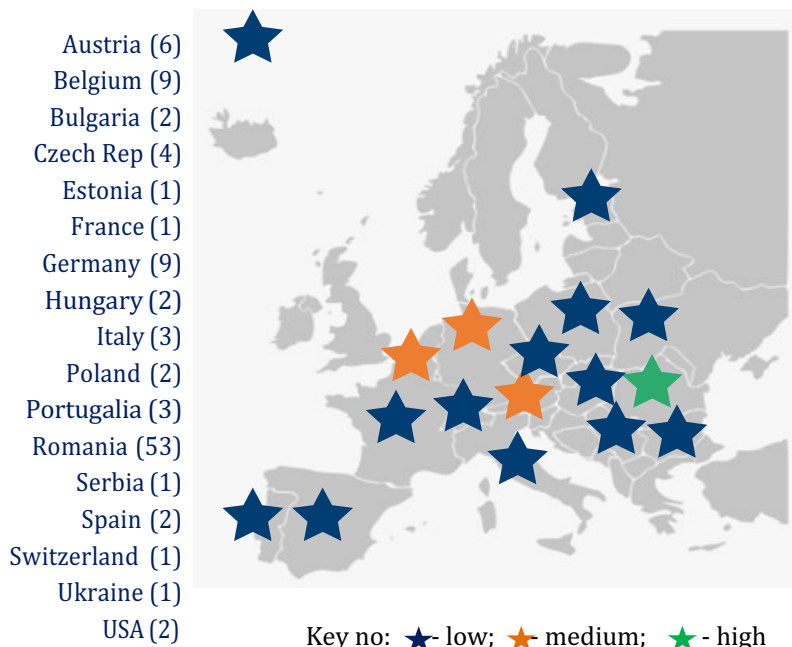 Austria (6)
Belgium (9)
Bulgaria (2)
Czech Rep (4)
Estonia (1)
France (1)
Germany (9)
Hungary (2)
Italy (3)
Poland (2)
Portugalia (3)
Romania (53)
Serbia (1)
Spain (2)
Switzerland (1)
Ukraine (1)
USA (2)
Key no: - low; - medium; - high